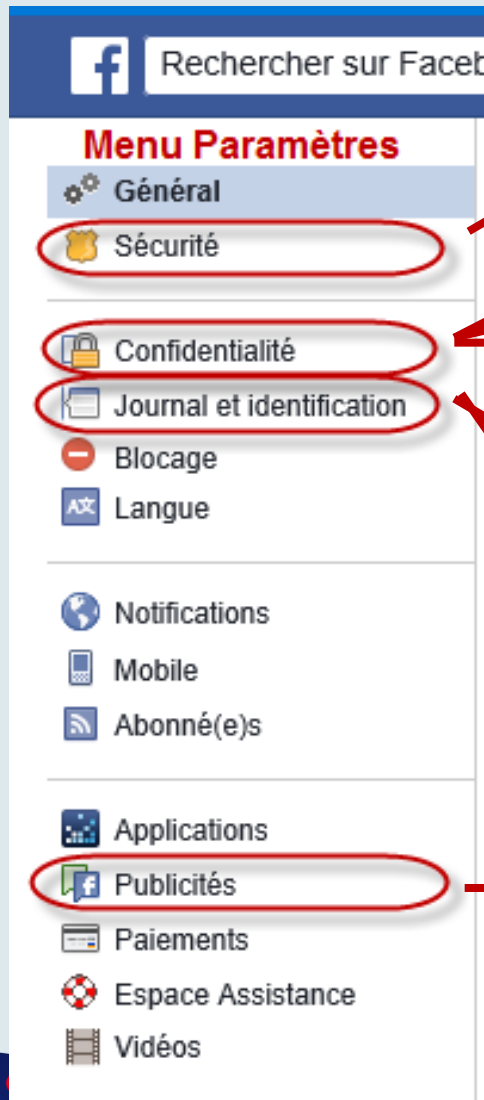 f Rechercher sur Faceb
Menu Paramètres
Général
Sécurité
Confidentialité
Journal et identification
Blocage
Langue
Notifications
Mobile
Abonné(e)s
Applications
Publicités
Paiements
Espace Assistance
Vidéos